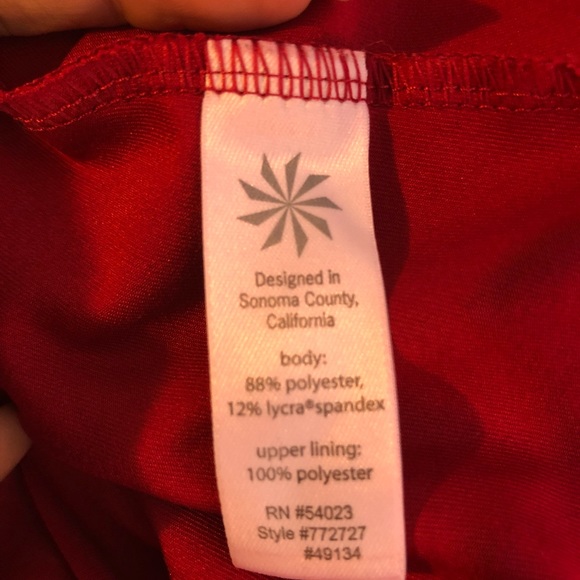 Designed in
Sonoma County,
California
body:
88% polyester,
12% lycra®spandex
upper lining:
100% polyester
RN #54023
Style #772727
#49134